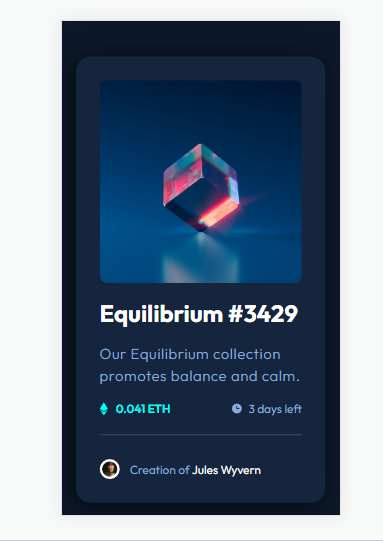 Equilibrium #3429
Our Equilibrium collection
promotes balance and calm.
0.041 ETH 3 days left
Creation of Jules Wyvern